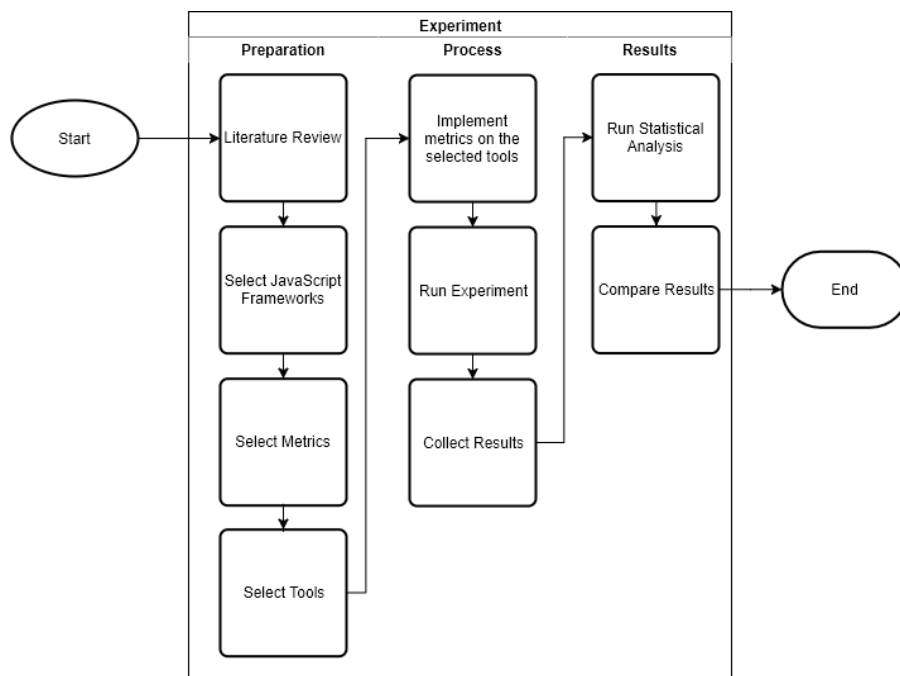 Experiment
Preparation
Process
Results
Start
Literature Review
Select JavaScript
Frameworks
Select Metrics
Select Tools
Implement
metrics on the
selected tools
Run Experiment
Collect Results
Run Statistical
Analysis
Compare Results
End